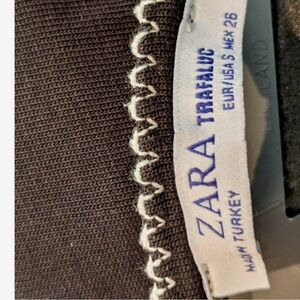 ZARA
TRAFALUC
EUR/USA S MEX 26
MADE IN TURKEY